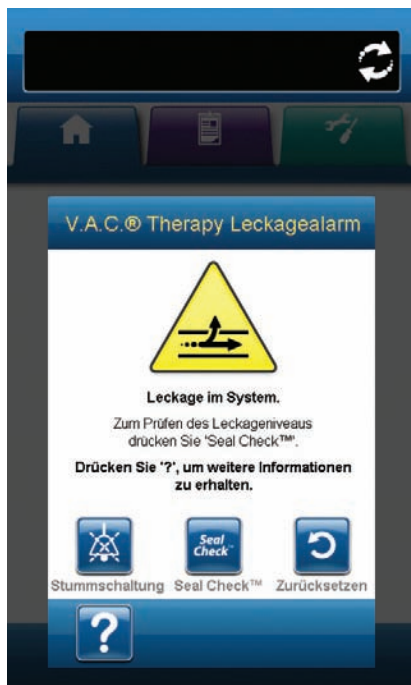 V.A.C.® Therapy Leckagealarm
Leckage im System.
Zum Prüfen des Leckageniveaus
drücken Sie 'Seal Check™'.
Drücken Sie '?', um weitere Informationen
zu erhalten.
Seal
Check™
Stummschaltung Seal Check™ Zurücksetzen
?